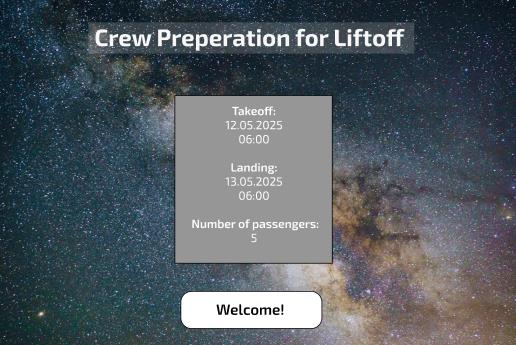 Crew Preperation for Liftoff
Takeoff:
12.05.2025
06:00
Landing:
13.05.2025
06:00
Number of passengers:
5
Welcome!